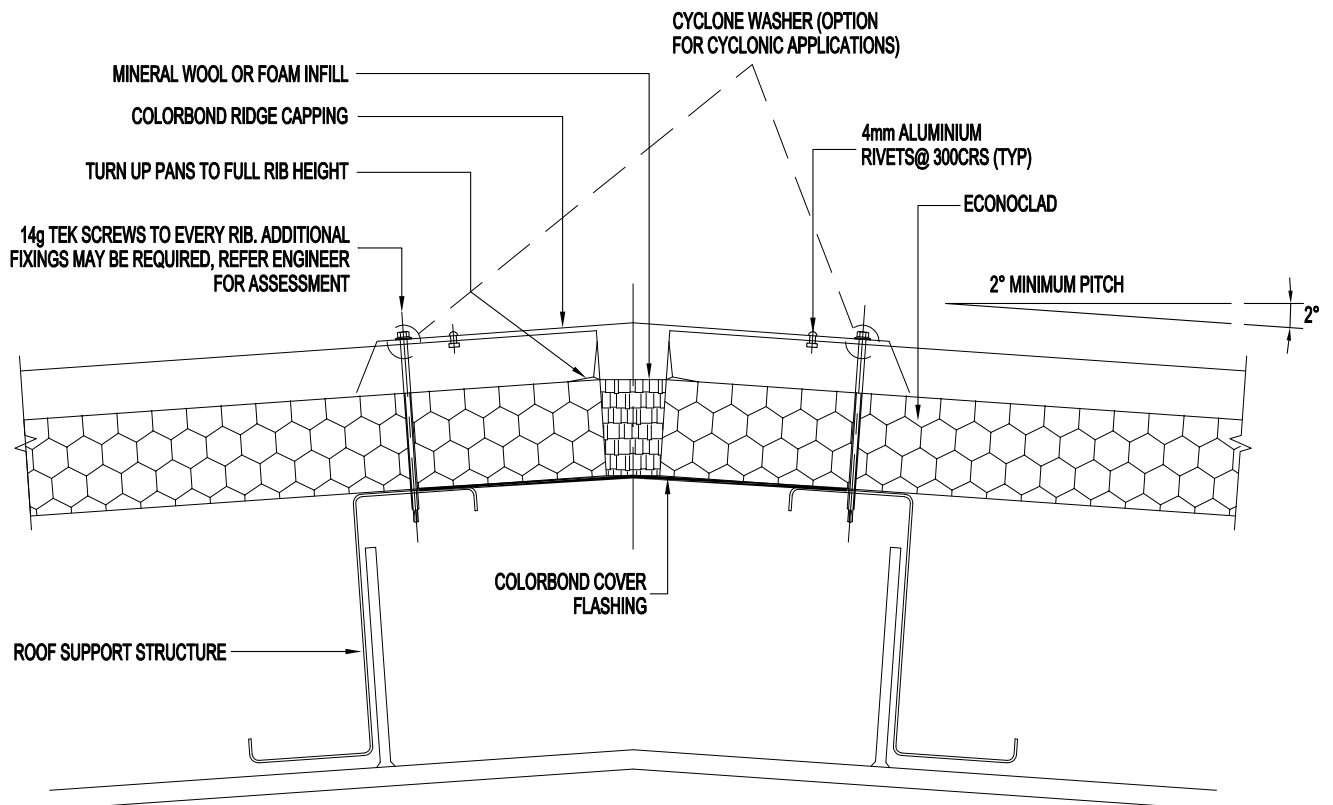 CYCLONE WASHER (OPTION
FOR CYCLONIC APPLICATIONS)
MINERAL WOOL OR FOAM INFILL
COLORBOND RIDGE CAPPING
4mm ALUMINIUM
RIVETS@ 300CRS (TYP)
TURN UP PANS TO FULL RIB HEIGHT
ECONOCLAD
14g TEK SCREWS TO EVERY RIB. ADDITIONAL
FIXINGS MAY BE REQUIRED, REFER ENGINEER
FOR ASSESSMENT
2° MINIMUM PITCH
2°
COLORBOND COVER
FLASHING
ROOF SUPPORT STRUCTURE